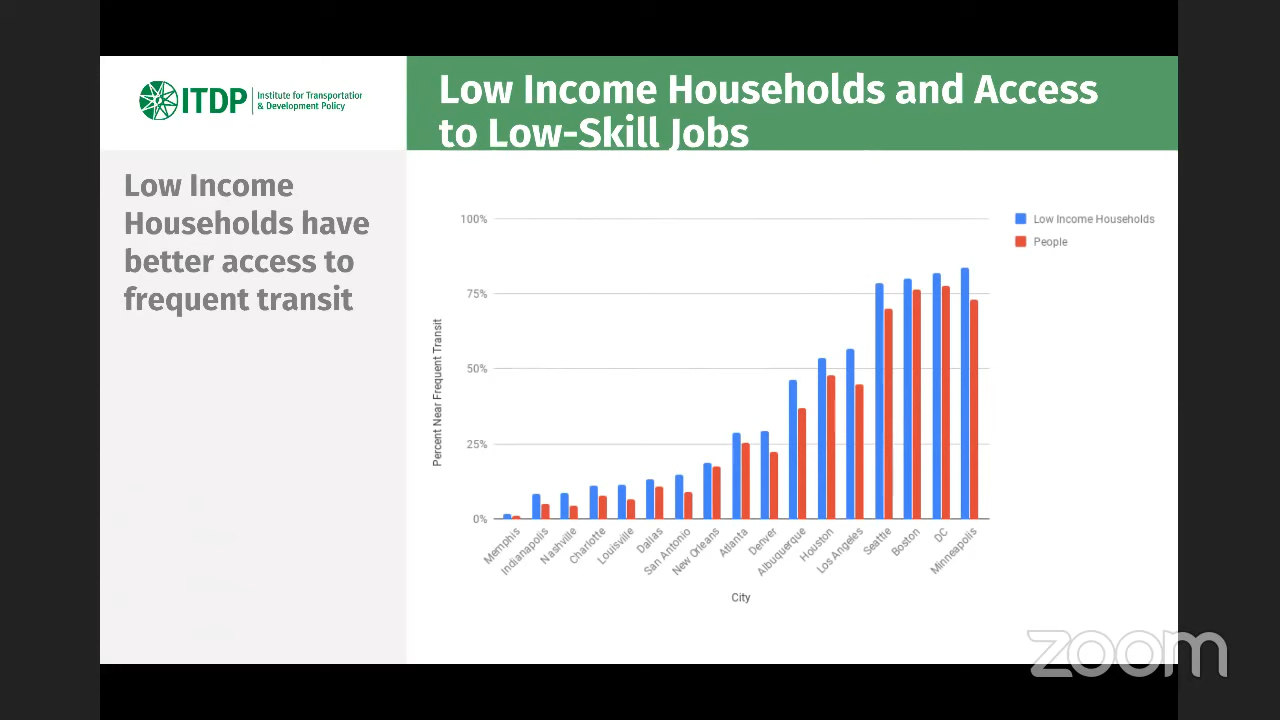 ITDP
Institute for Transportation
& Development Policy
Low Income Households and Access
to Low-Skill Jobs
Low Income
Households have
better access to
frequent transit
100%
75%
50%
25%
0%
Percent Near Frequent Transit
Low Income Households
People
Memphis
Indianapolis
Nashville
Charlotte
Louisville
Dallas
San Antonio
New Orleans
Atlanta
Denver
Albuquerque
Houston
Los Angeles
Seattle
Boston
DC
Minneapolis
City
zoom